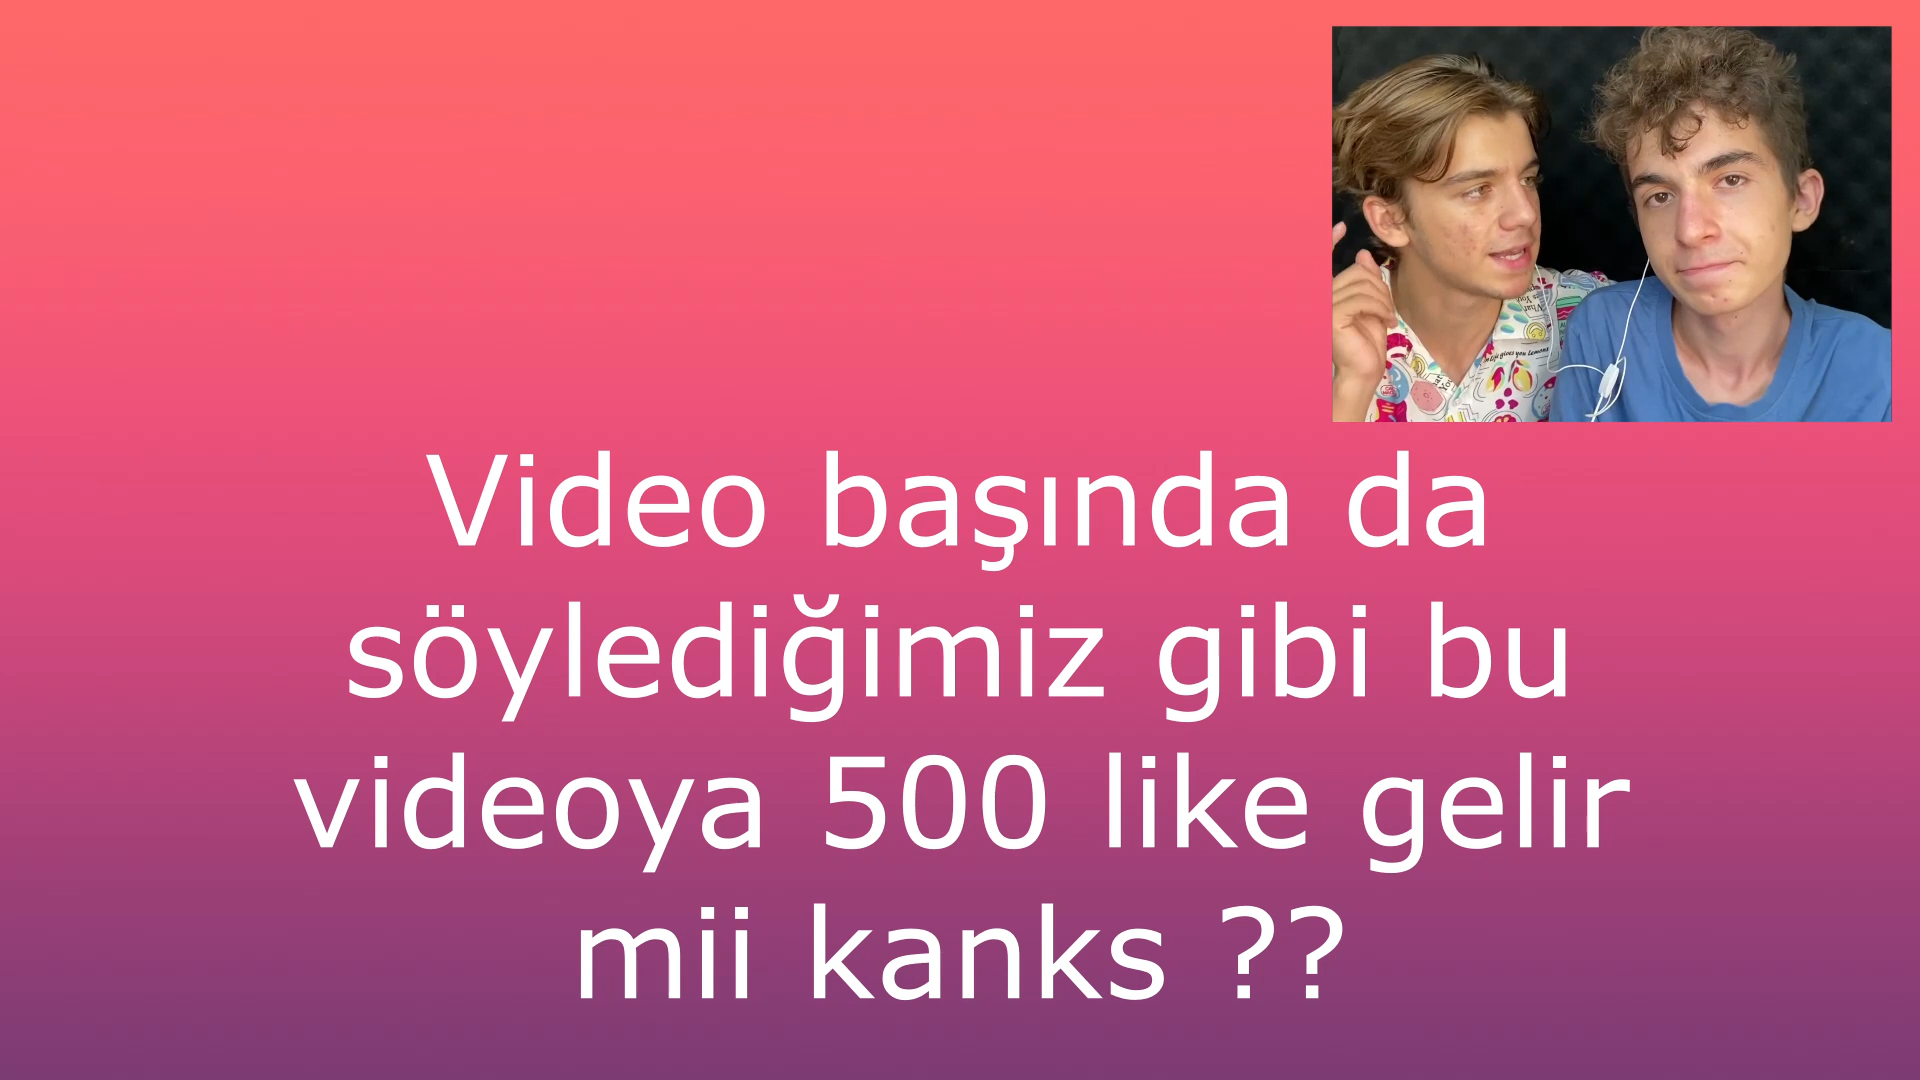 Video başında da
söylediğimiz gibi bu
videoya 500 like gelir
mii kanks ??